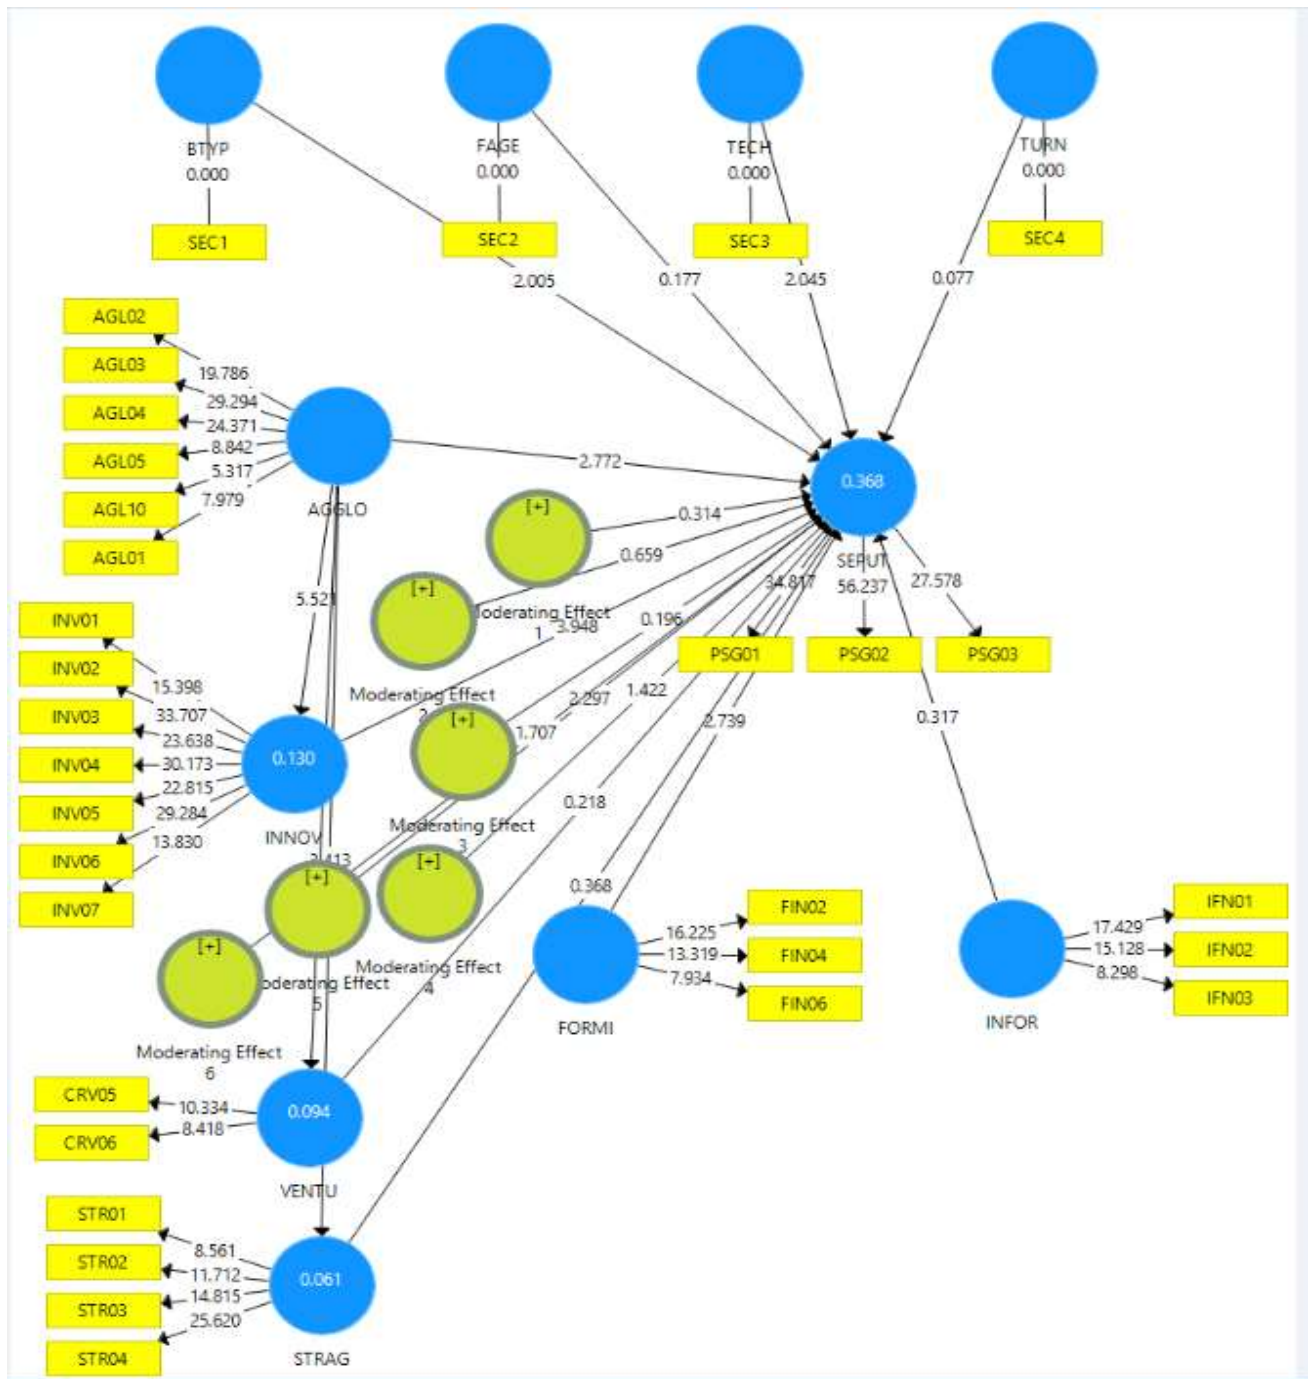 BTYP
0.000
FAGE
0.000
TECH
0.000
TURN
0.000
SEC1
SEC2
SEC3
SEC4
2.005
0.177
2.045
0.077
AGL02
AGL03
AGL04
AGL05
AGL10
AGL01
19.786
29.294
24.371
8.842
5.317
7.979
AGGLO
2.772
0.368
SEPUT
[+]
0.314
Moderating Effect
1
[+]
0.659
Moderating Effect
2
34.817
56.237
27.578
PSG01
PSG02
PSG03
5.521
3.948
0.196
2.297
1.422
1.707
2.739
0.317
INV01
INV02
INV03
INV04
INV05
INV06
INV07
15.398
33.707
23.638
30.173
22.815
29.284
13.830
0.130
INNOV
[+]
Moderating Effect
3
0.218
[+]
Moderating Effect
4
[+]
Moderating Effect
5
[+]
Moderating Effect
6
0.368
FORMI
16.225
13.319
7.934
FIN02
FIN04
FIN06
INFOR
17.429
15.128
8.298
IFN01
IFN02
IFN03
CRV05
CRV06
10.334
8.418
0.094
VENTU
STR01
STR02
STR03
STR04
8.561
11.712
14.815
25.620
0.061
STRAG